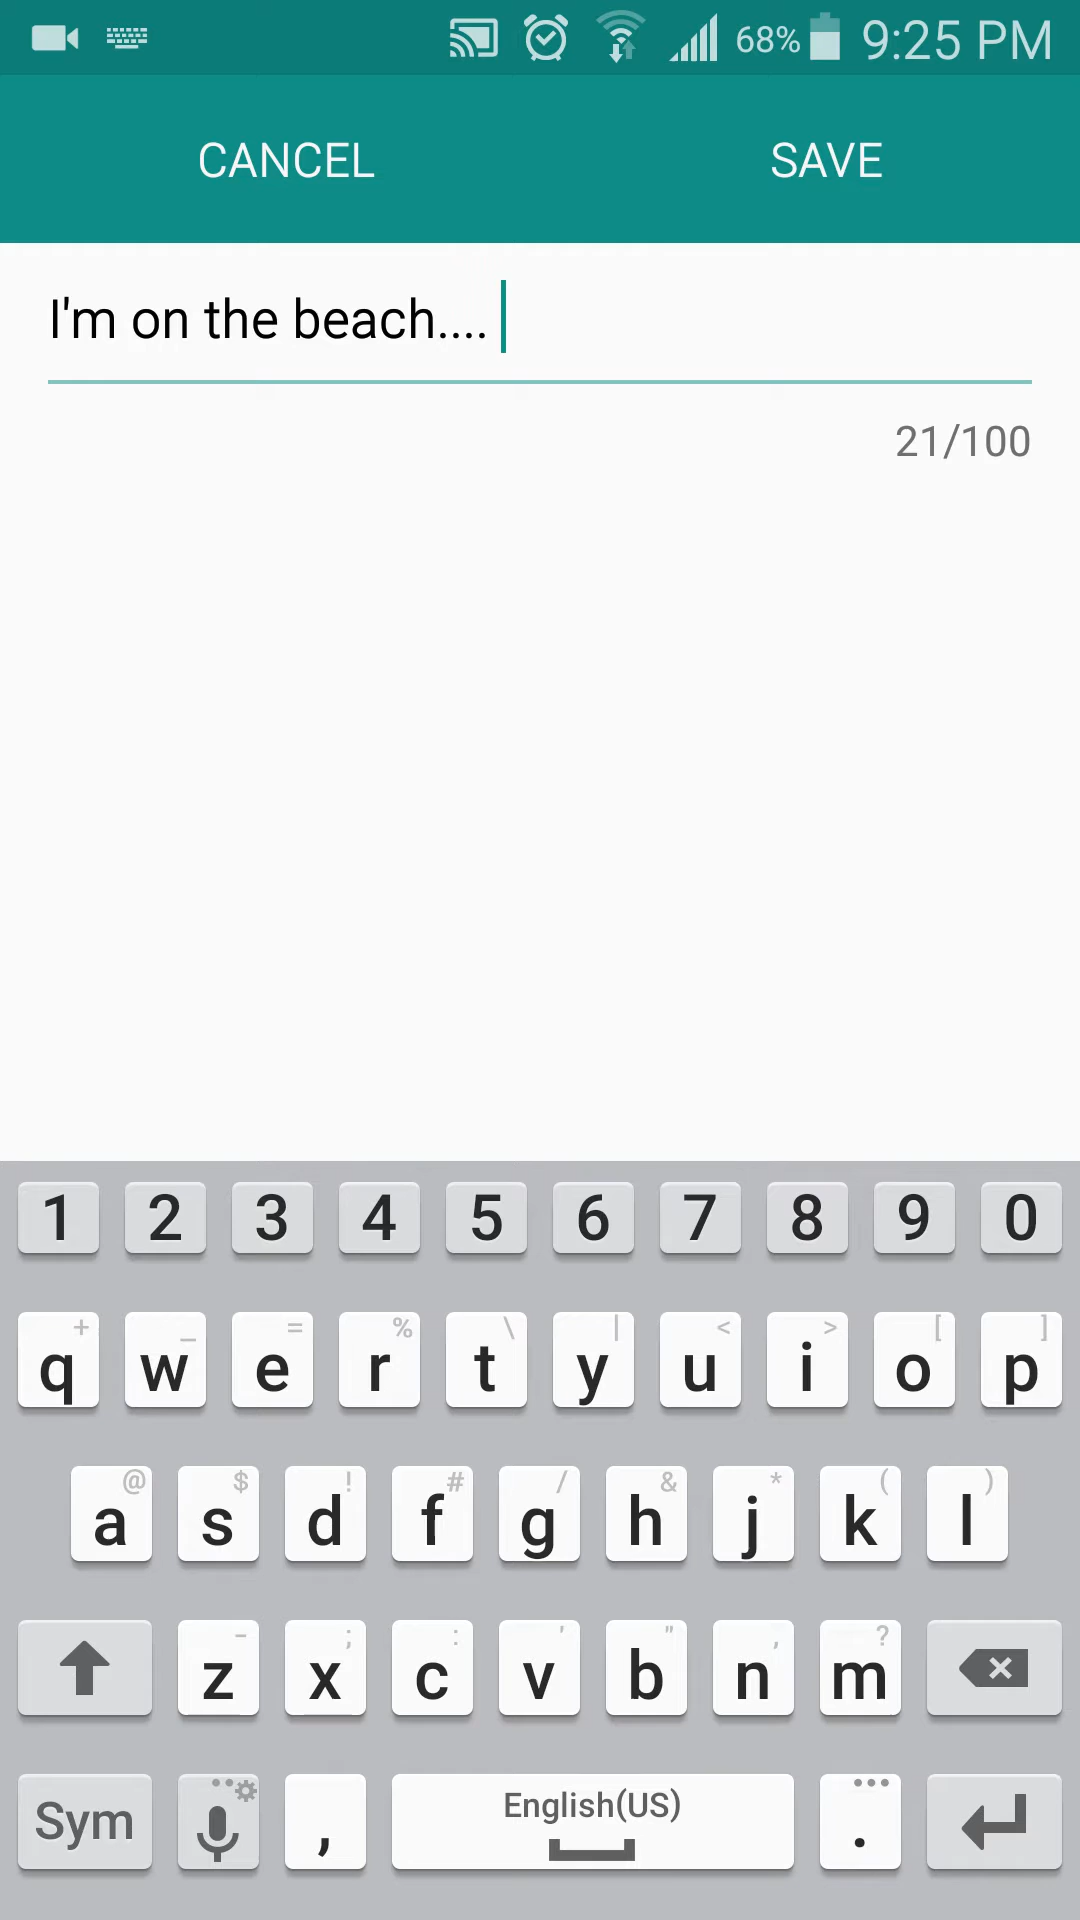 68% 9:25 PM
CANCEL SAVE
I'm on the beach....
21/100
1 2 3 4 5 6 7 8 9 0
+ _ = % \ | < > [ ]
q w e r t y u i o p
@ $ ! # / & * ( )
a s d f g h j k l
- ; : ' " , ?
z x c v b n m
Sym , English(US) .